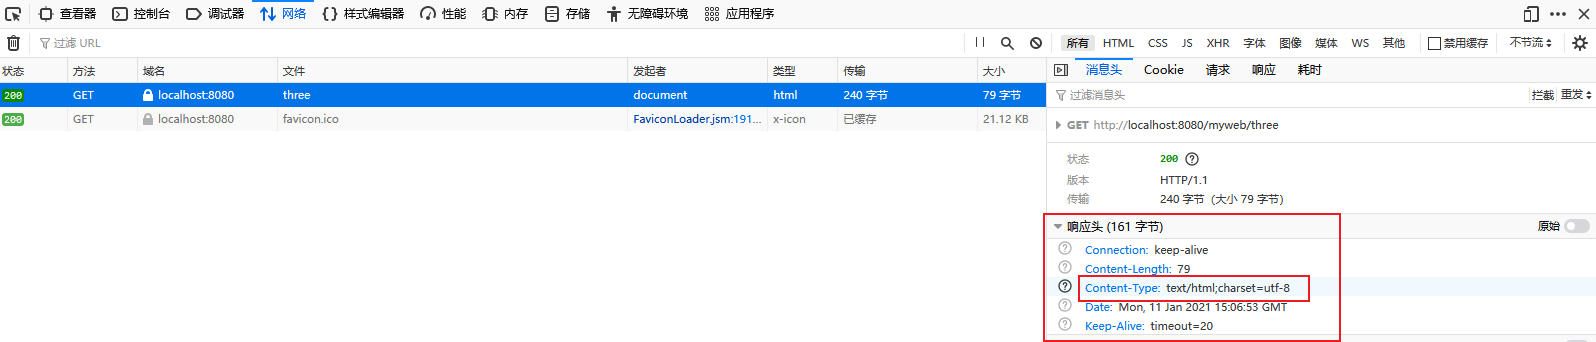 查看器 控制台 调试器 网络 样式编辑器 性能 内存 存储 无障碍环境 应用程序
过滤 URL 所有 HTML CSS JS XHR 字体 图像 媒体 WS 其他 禁用缓存 不节流
状态 方法 域名 文件 发起者 类型 传输 大小
200 GET localhost:8080 three document html 240 字节 79 字节
200 GET localhost:8080 favicon.ico FaviconLoader.jsm:191... x-icon 已缓存 21.12 KB
消息头 Cookie 请求 响应 耗时
过滤消息头 拦截 重发
GET http://localhost:8080/myweb/three
状态 200
版本 HTTP/1.1
传输 240 字节 (大小 79 字节)
响应头 (161 字节) 原始
Connection: keep-alive
Content-Length: 79
Content-Type: text/html;charset=utf-8
Date: Mon, 11 Jan 2021 15:06:53 GMT
Keep-Alive: timeout=20